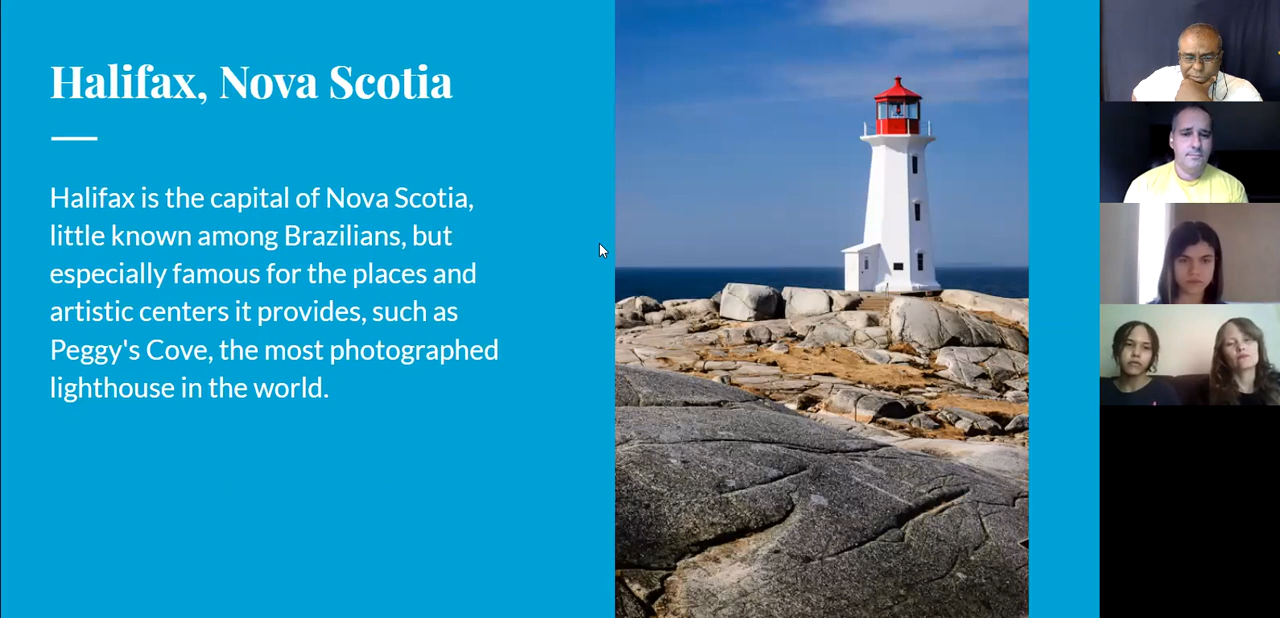 Halifax, Nova Scotia
Halifax is the capital of Nova Scotia,
little known among Brazilians, but
especially famous for the places and
artistic centers it provides, such as
Peggy's Cove, the most photographed
lighthouse in the world.